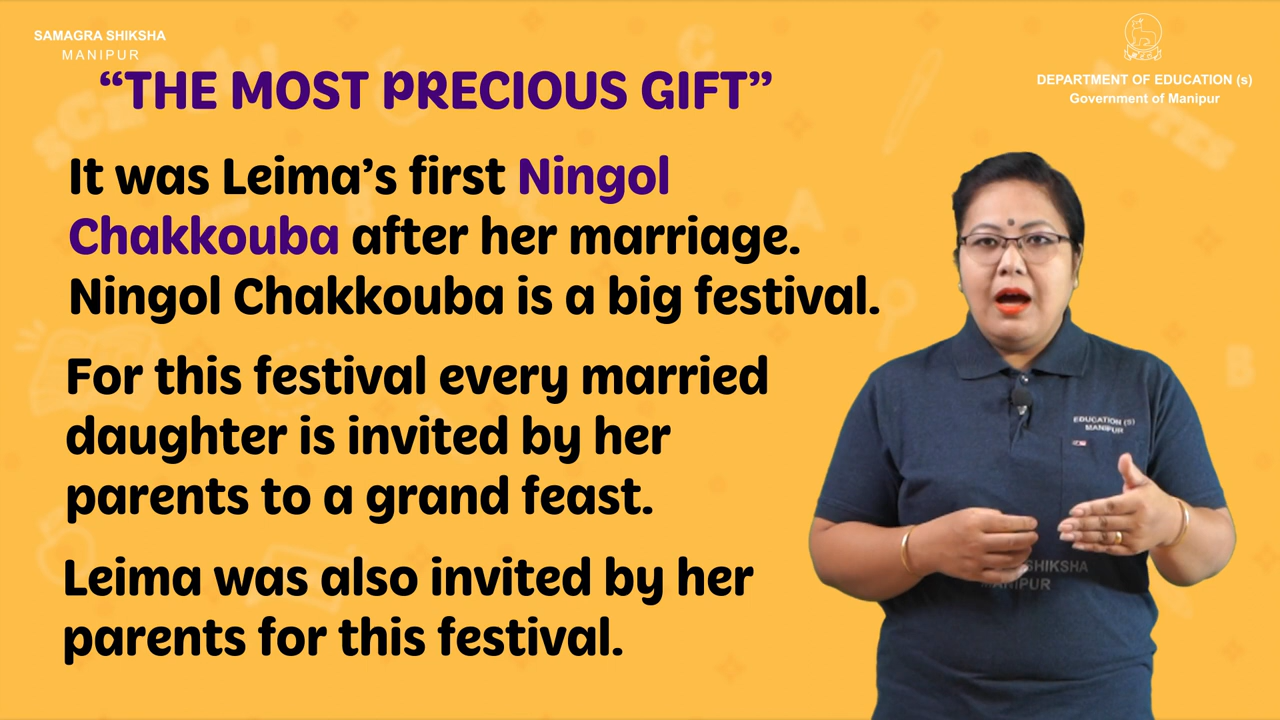 SAMAGRA SHIKSHA
MANIPUR
DEPARTMENT OF EDUCATION (s)
Government of Manipur
“THE MOST PRECIOUS GIFT”
It was Leima’s first Ningol
Chakkouba after her marriage.
Ningol Chakkouba is a big festival.
For this festival every married
daughter is invited by her
parents to a grand feast.
Leima was also invited by her
parents for this festival.
EDUCATION (S)
MANIPUR
SHIKSHA
MANIPUR